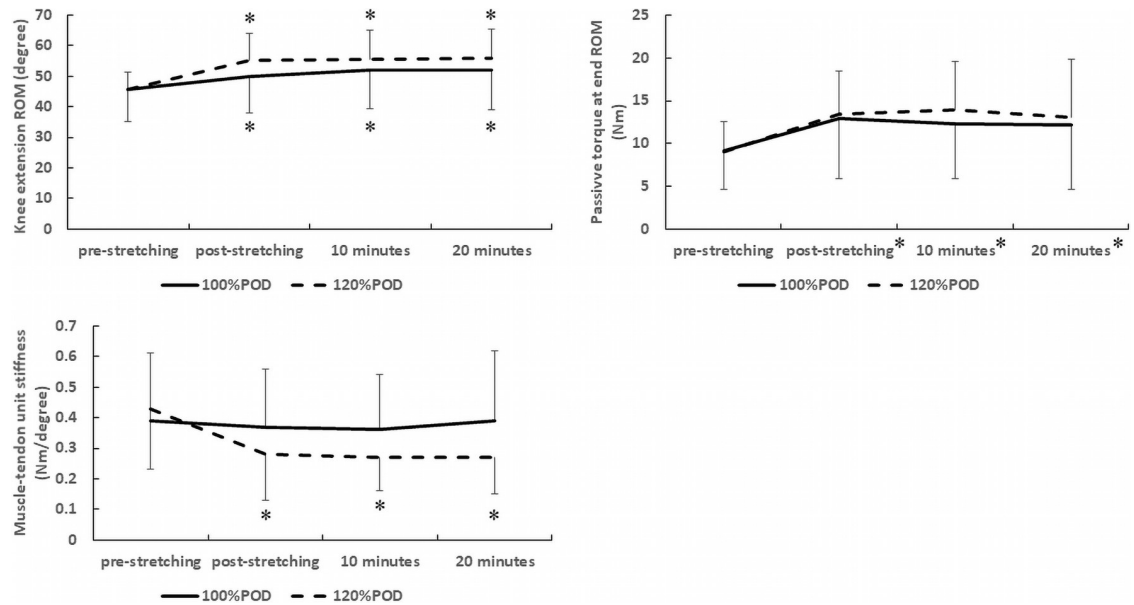 Knee extension ROM (degree)
70
60
50
40
30
20
10
0
* * *
* * *
pre-stretching post-stretching 10 minutes 20 minutes
100%POD 120%POD
Passivve torque at end ROM
(Nm)
25
20
15
10
5
0
pre-stretching post-stretching* 10 minutes* 20 minutes*
100%POD 120%POD
Muscle-tendon unit stiffness
(Nm/degree)
0.7
0.6
0.5
0.4
0.3
0.2
0.1
0
* * *
pre-stretching post-stretching 10 minutes 20 minutes
100%POD 120%POD